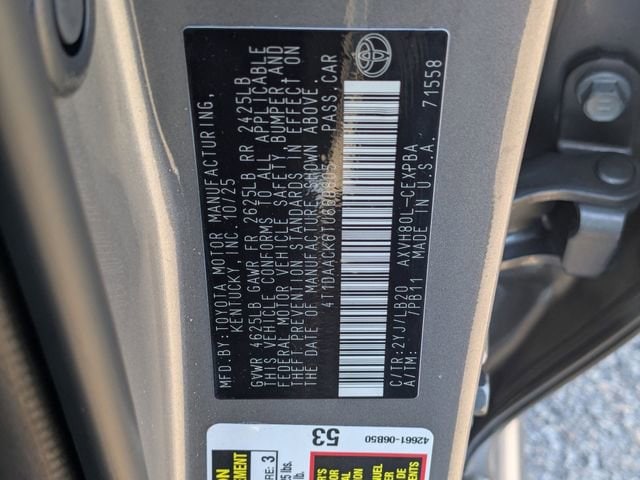 MFD.BY:TOYOTA MOTOR MANUFACTURING,
KENTUCKY, INC. 10/25
GVWR 4625LB GAWR FR 2625LB RR 2425LB
THIS VEHICLE CONFORMS TO ALL APPLICABLE
FEDERAL MOTOR VEHICLE SAFETY BUMPER AND
THEFT PREVENTION STANDARDS IN EFFECT ON
DATE OF MANUFACTURE SHOWN ABOVE.
PASS.CAR
C/TR:2YJ/LB20 AXVH80L-CEXPBA
A/TM: 7PB11 MADE IN U.S.A. 71558
53
42661-06B50
3